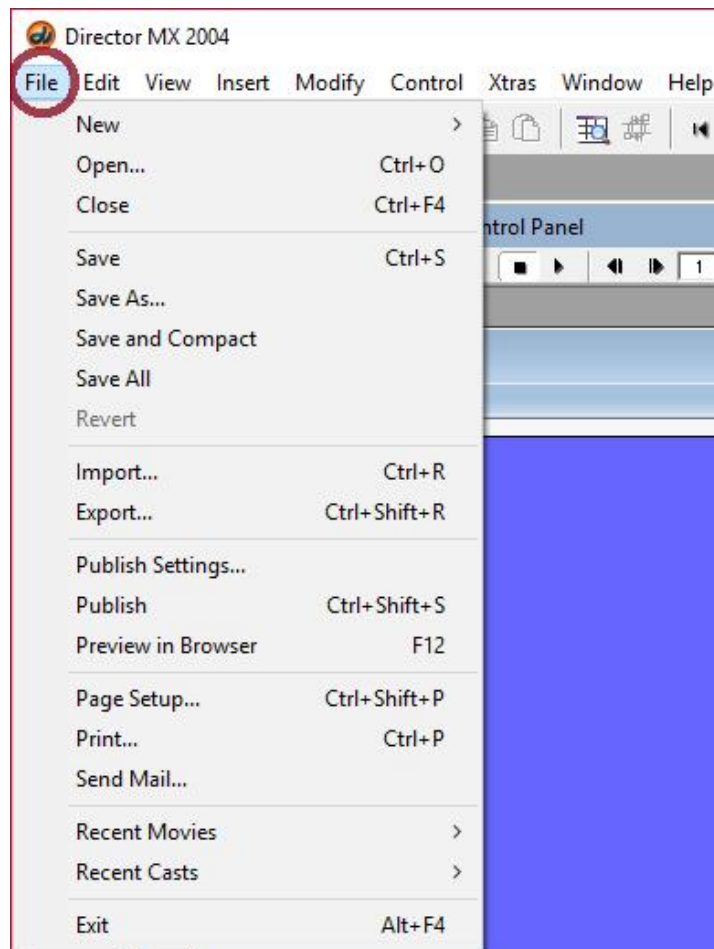 Director MX 2004
File Edit View Insert Modify Control Xtras Window Help
New
Open... Ctrl+O
Close Ctrl+F4
ntrol Panel
1
Save Ctrl+S
Save As...
Save and Compact
Save All
Revert
Import... Ctrl+R
Export... Ctrl+Shift+R
Publish Settings...
Publish Ctrl+Shift+S
Preview in Browser F12
Page Setup... Ctrl+Shift+P
Print... Ctrl+P
Send Mail...
Recent Movies
Recent Casts
Exit Alt+F4